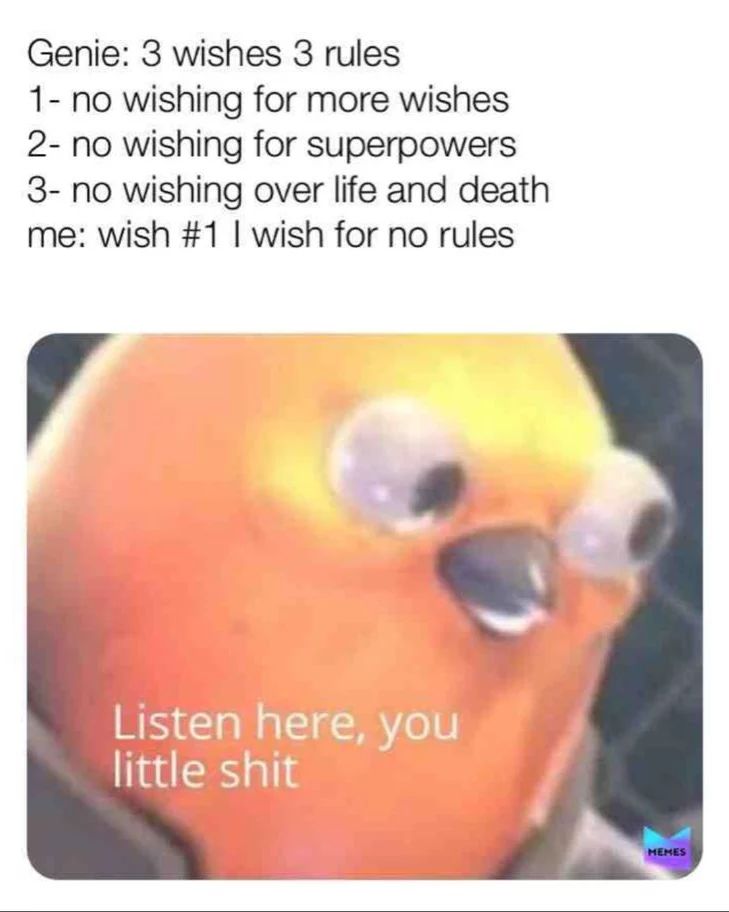 Genie: 3 wishes 3 rules
1- no wishing for more wishes
2- no wishing for superpowers
3- no wishing over life and death
me: wish #1 I wish for no rules
Listen here, you
little shit
MEMES